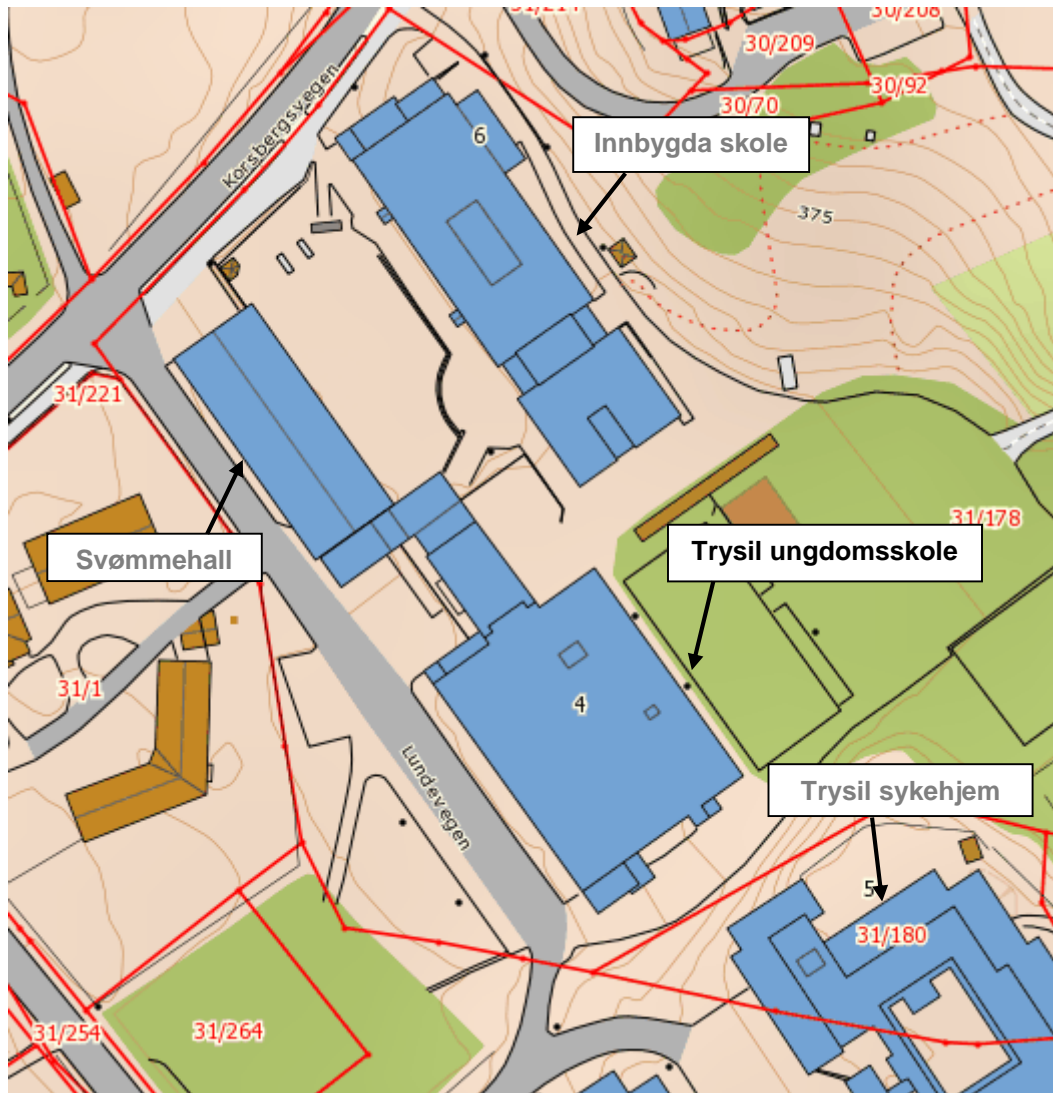 30/208
30/209
30/92
30/70
Korsbergsvegen
6
Innbygda skole
375
31/221
31/178
Svømmehall
Trysil ungdomsskole
31/1
4
Lundevegen
Trysil sykehjem
5
31/180
31/254
31/264